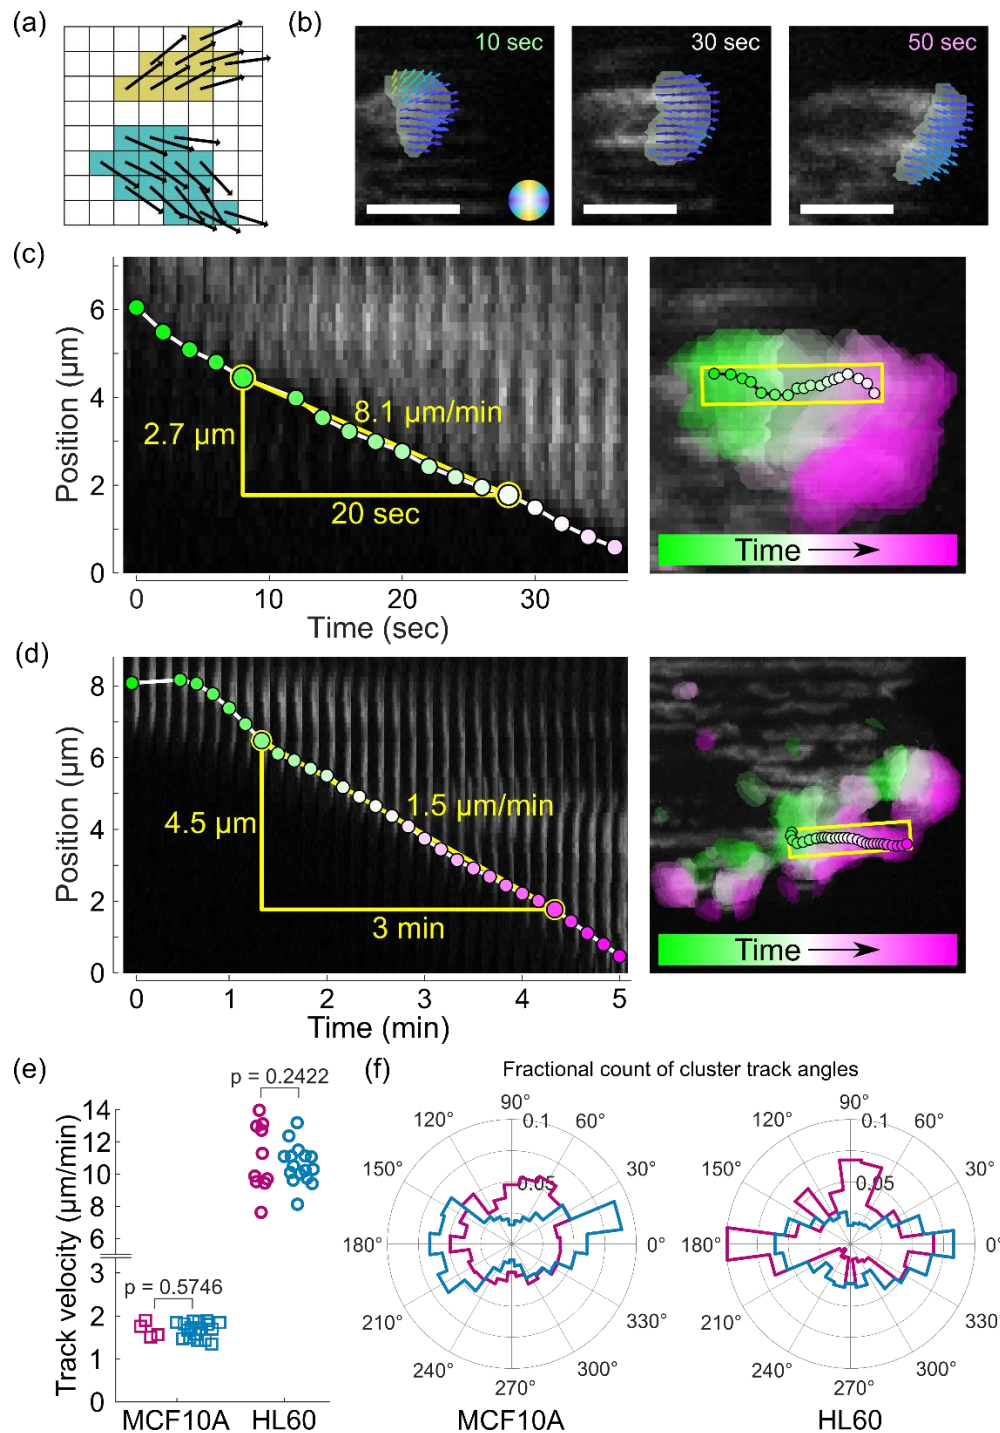 (a)
(b)
10 sec
30 sec
50 sec
(c)
Position (µm)
6
4
2
0
2.7 µm
8.1 µm/min
20 sec
0
10
20
30
Time (sec)
Time
(d)
Position (µm)
8
6
4
2
0
4.5 µm
1.5 µm/min
3 min
0
1
2
3
4
5
Time (min)
Time
(e)
Track velocity (µm/min)
p = 0.2422
14
12
10
8
6
3
2
1
0
p = 0.5746
MCF10A
HL60
(f)
Fractional count of cluster track angles
90°
120°
0.1
60°
150°
0.05
30°
180°
0°
210°
330°
240°
300°
270°
MCF10A
90°
120°
0.1
60°
150°
0.05
30°
180°
0°
210°
330°
240°
300°
270°
HL60